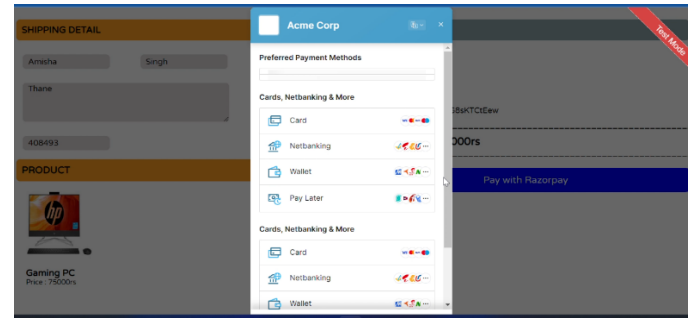 SHIPPING DETAIL
Amisha
Singh
Thane
408493
PRODUCT
hp
Gaming PC
Price : 75000rs
Acme Corp
×
Preferred Payment Methods
Cards, Netbanking & More
Card
Netbanking
Wallet
Pay Later
Cards, Netbanking & More
Card
Netbanking
Wallet
Test Mode
000rs
Pay with Razorpay